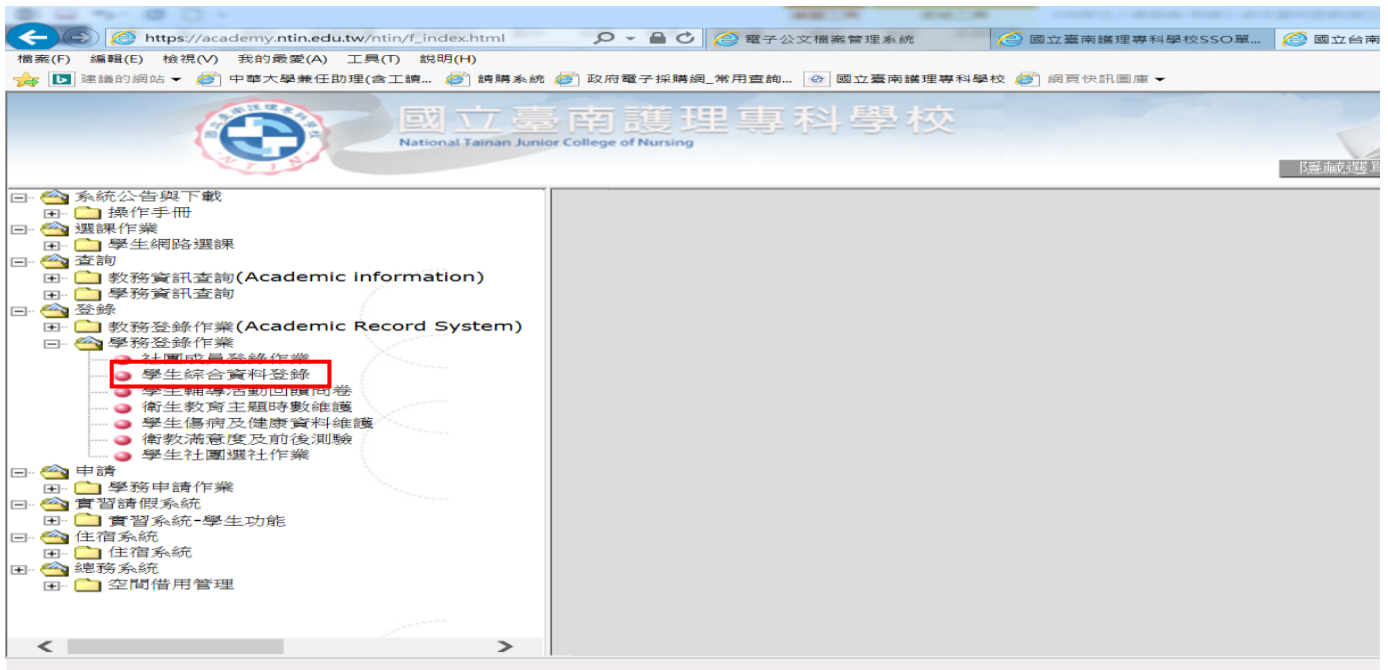 https://academy.ntin.edu.tw/ntin/f_index.html 電子公文檔案管理系統 國立臺南護理專科學校SSO單... 國立台南
檔案(F) 編輯(E) 檢視(V) 我的最愛(A) 工具(T) 說明(H)
建議的網站 中華大學兼任助理(含工讀... 請購系統 政府電子採購網_常用查詢... 國立臺南護理專科學校 網頁快訊圖庫
國立臺南護理專科學校
National Tainan Junior College of Nursing
N T I N
隱藏選單
系統公告與下載
操作手冊
選課作業
學生網路選課
查詢
教務資訊查詢(Academic information)
學務資訊查詢
登錄
教務登錄作業(Academic Record System)
學務登錄作業
社團成員登錄作業
學生綜合資料登錄
學生輔導活動回饋問卷
衛生教育主題時數維護
學生傷病及健康資料維護
衛教滿意度及前後測驗
學生社團選社作業
申請
學務申請作業
實習請假系統
實習系統-學生功能
住宿系統
住宿系統
總務系統
空間借用管理